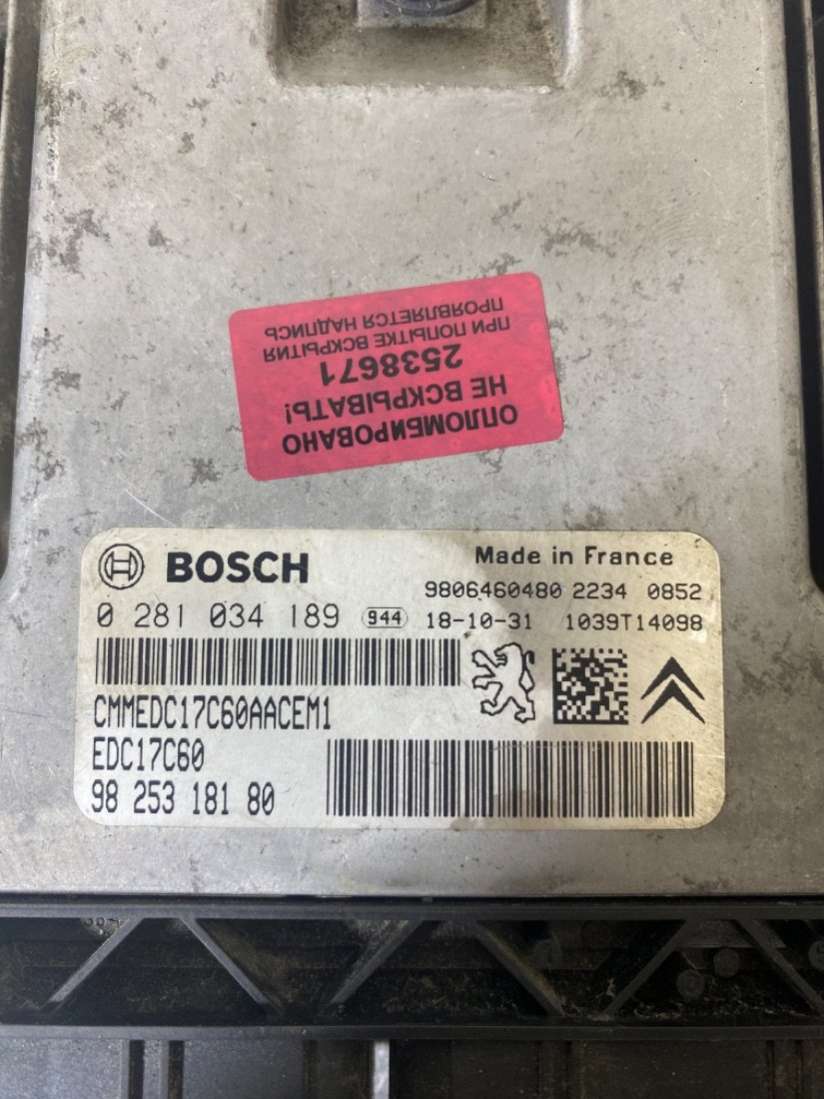 ОПЛОМБИРОВАНО
НЕ ВСКРЫВАТЬ!
2538671
ПРИ ПОПЫТКЕ ВСКРЫТИЯ
ПРОЯВЛЯЕТСЯ НАДПИСЬ
BOSCH
Made in France
9806460480 2234 0852
0 281 034 189 944 18-10-31 1039T14098
CMMEDC17C60AACEM1
EDC17C60
98 253 181 80